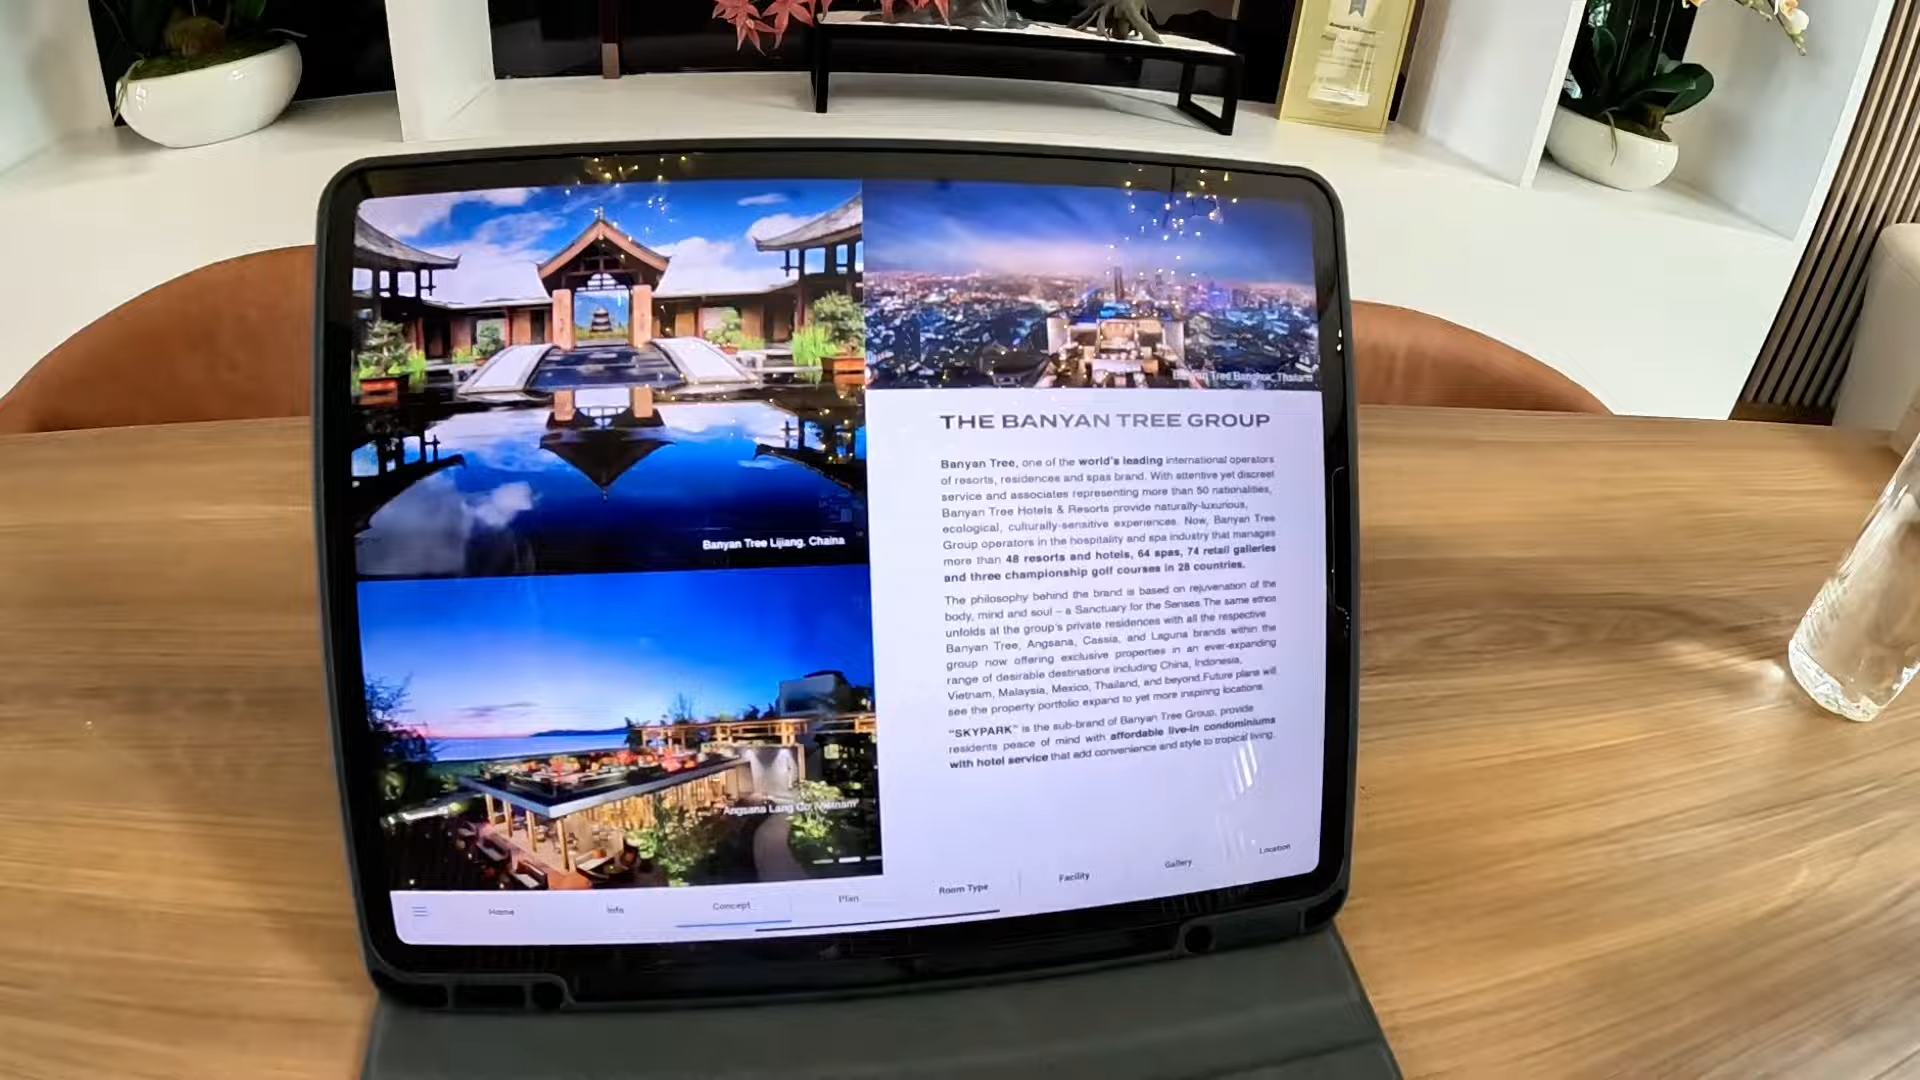 Banyan Tree Lijiang, Chaina
Angsana Lang Co, Vietnam
Banyan Tree Bangkok, Thailand
THE BANYAN TREE GROUP
Banyan Tree, one of the world's leading international operators
of resorts, residences and spas brand. With attentive yet discreet
service and associates representing more than 50 nationalities,
Banyan Tree Hotels & Resorts provide naturally-luxurious,
ecological, culturally-sensitive experiences. Now, Banyan Tree
Group operators in the hospitality and spa industry that manages
more than 48 resorts and hotels, 64 spas, 74 retail galleries
and three championship golf courses in 28 countries.
The philosophy behind the brand is based on rejuvenation of the
body, mind and soul – a Sanctuary for the Senses.The same ethos
unfolds at the group's private residences with all the respective
Banyan Tree, Angsana, Cassia, and Laguna brands within the
group now offering exclusive properties in an ever-expanding
range of desirable destinations including China, Indonesia,
Vietnam, Malaysia, Mexico, Thailand, and beyond.Future plans will
see the property portfolio expand to yet more inspiring locations.
"SKYPARK" is the sub-brand of Banyan Tree Group, provide
residents peace of mind with affordable live-in condominiums
with hotel service that add convenience and style to tropical living.
Home Info Concept Plan Room Type Facility Gallery Location